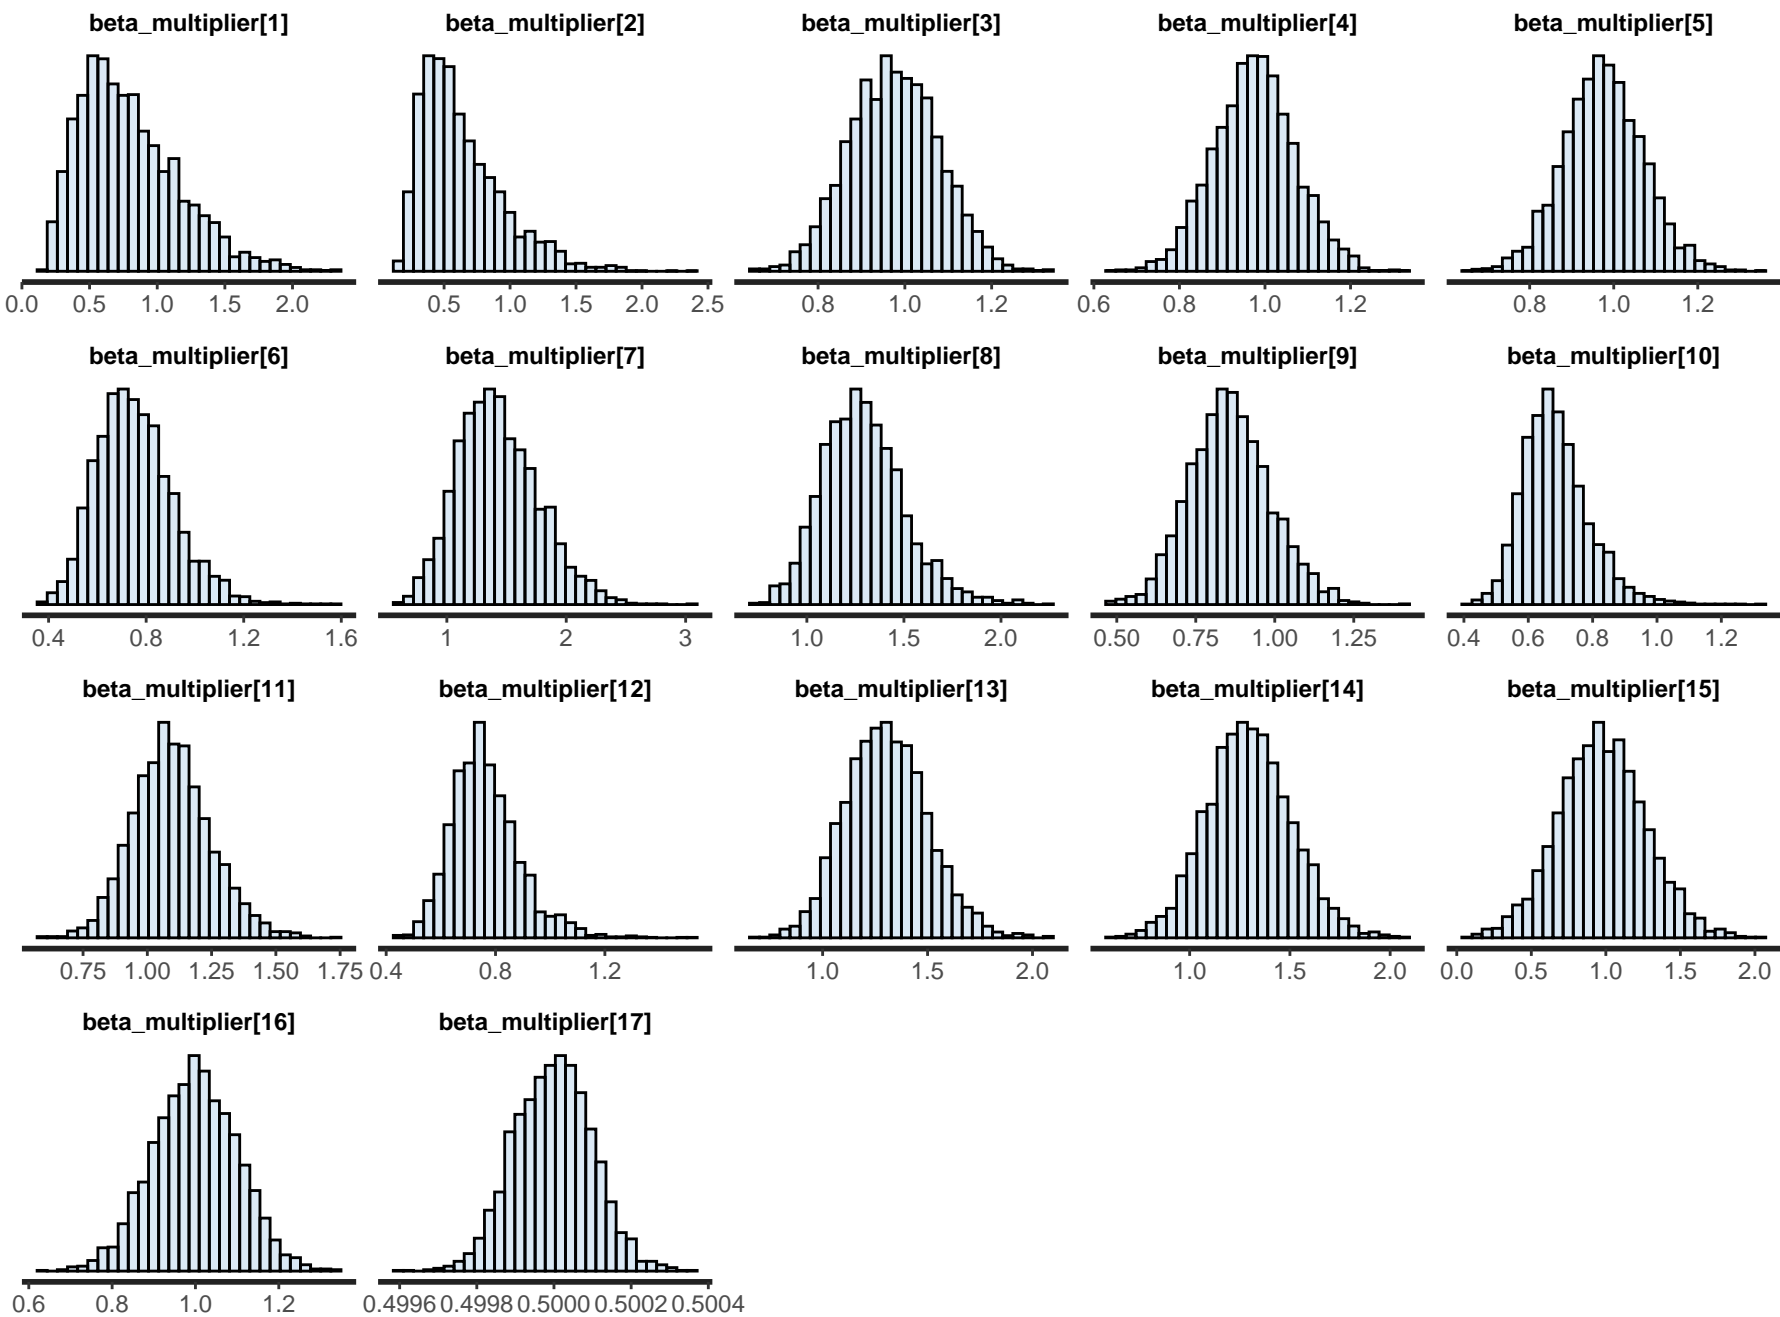 beta_multiplier[1] beta_multiplier[2] beta_multiplier[3] beta_multiplier[4] beta_multiplier[5]
0.0 0.5 1.0 1.5 2.0 0.5 1.0 1.5 2.0 2.5 0.8 1.0 1.2 0.6 0.8 1.0 1.2 0.8 1.0 1.2
beta_multiplier[6] beta_multiplier[7] beta_multiplier[8] beta_multiplier[9] beta_multiplier[10]
0.4 0.8 1.2 1.6 1 2 3 1.0 1.5 2.0 0.50 0.75 1.00 1.25 0.4 0.6 0.8 1.0 1.2
beta_multiplier[11] beta_multiplier[12] beta_multiplier[13] beta_multiplier[14] beta_multiplier[15]
0.75 1.00 1.25 1.50 1.75 0.4 0.8 1.2 1.0 1.5 2.0 1.0 1.5 2.0 0.0 0.5 1.0 1.5 2.0
beta_multiplier[16] beta_multiplier[17]
0.6 0.8 1.0 1.2 0.4996 0.4998 0.5000 0.5002 0.5004